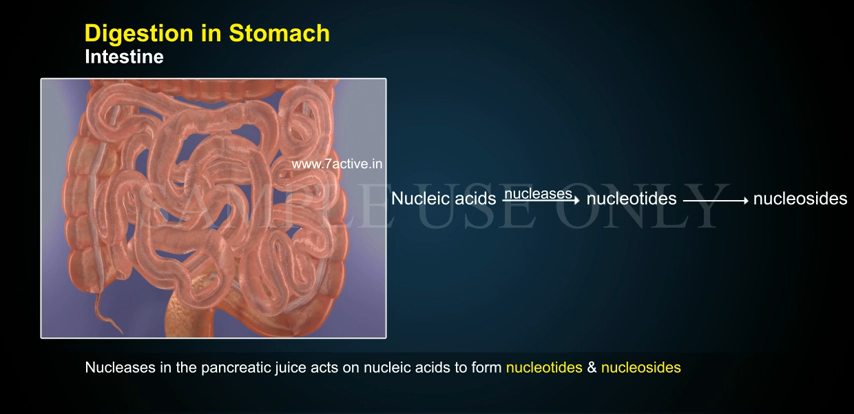 Digestion in Stomach
Intestine
www.7active.in
SAMPLE USE ONLY
Nucleic acids nucleases nucleotides nucleosides
Nucleases in the pancreatic juice acts on nucleic acids to form nucleotides & nucleosides